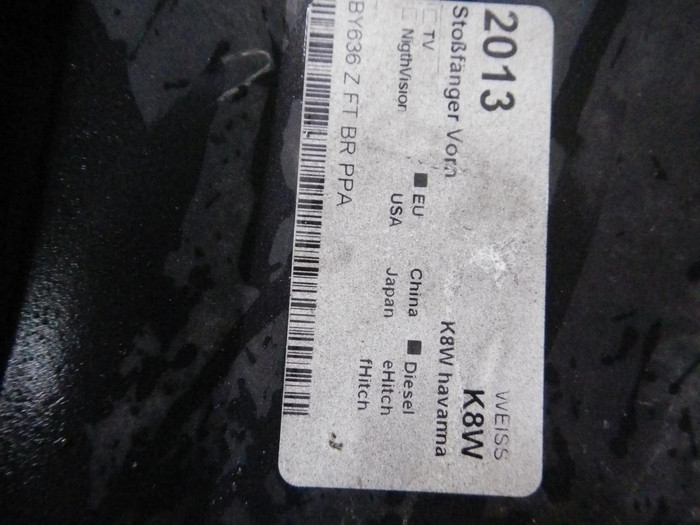 2013
WEISS
K8W
Stoßfänger Vorn
K8W havanna
TV
EU
China
Diesel
NigthVision
USA
Japan
eHitch
fHitch
BY636 Z FT BR PPA